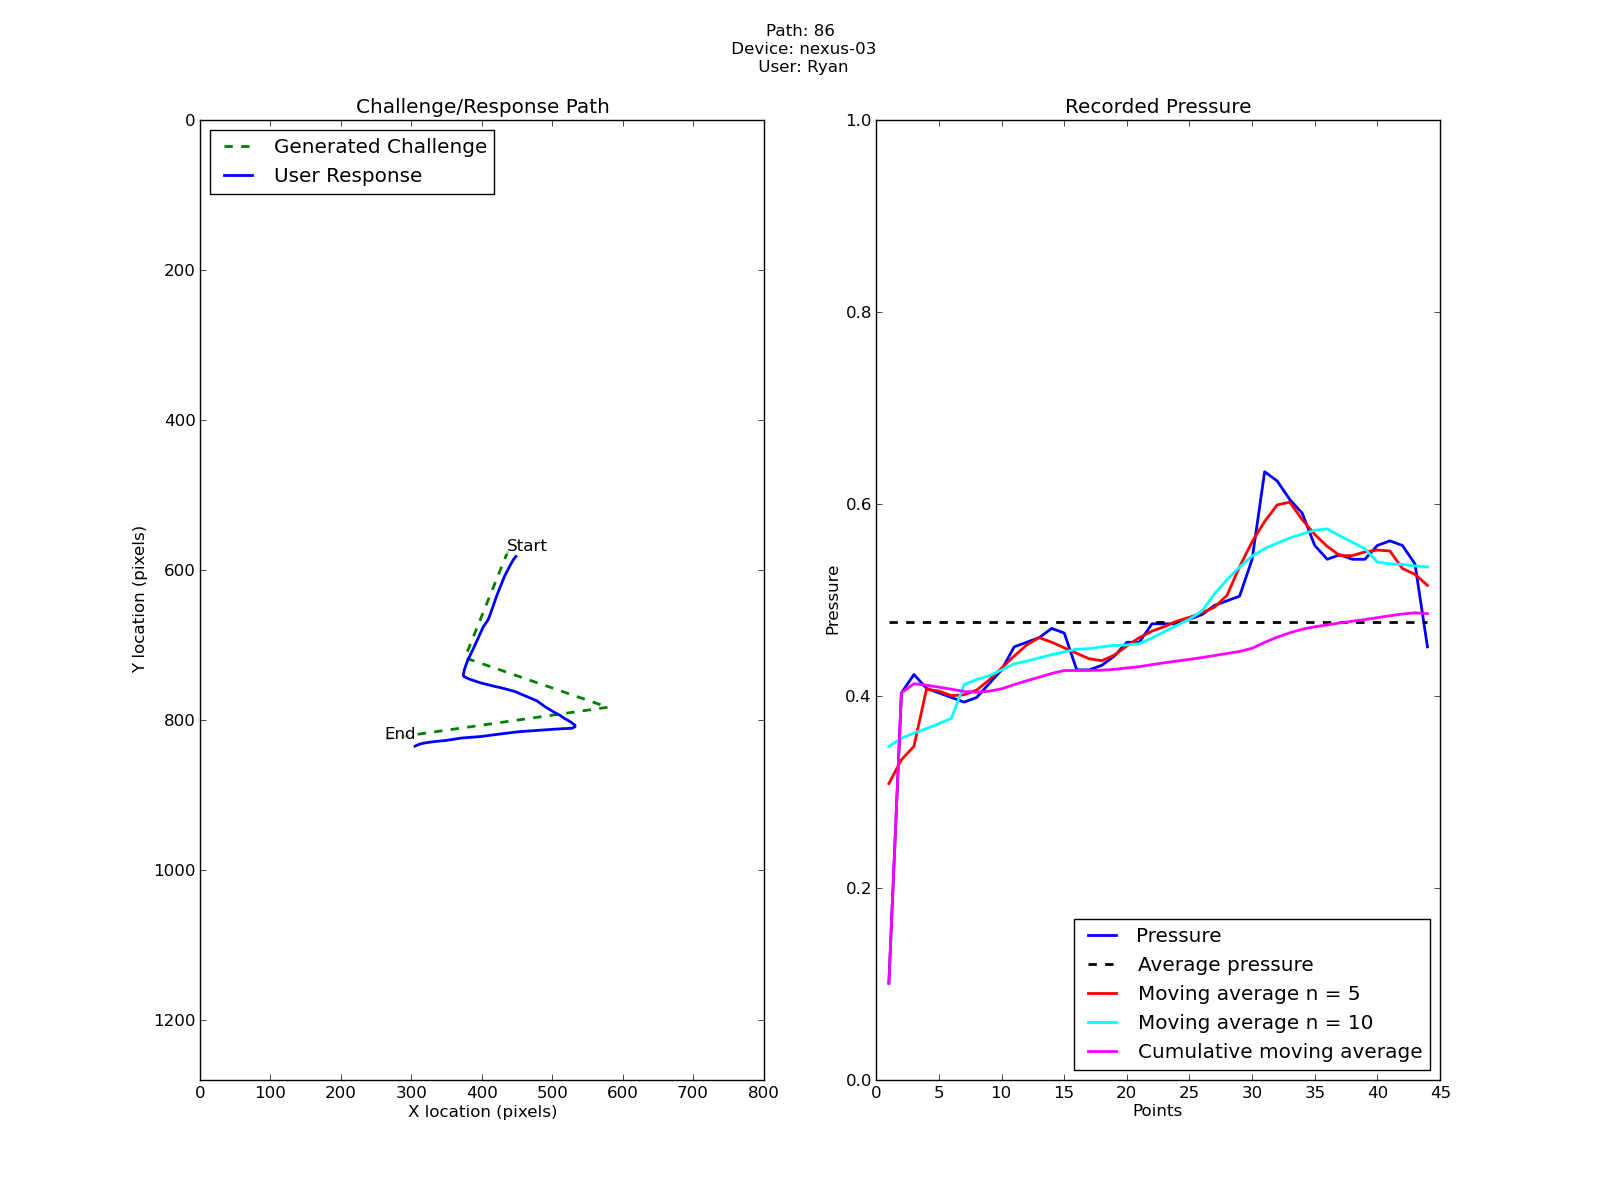 Path: 86
Device: nexus-03
User: Ryan
Challenge/Response Path
Generated Challenge
User Response
Start
End
0
200
400
600
800
1000
1200
Y location (pixels)
0 100 200 300 400 500 600 700 800
X location (pixels)
Recorded Pressure
1.0
0.8
0.6
0.4
0.2
0.0
Pressure
Pressure
Average pressure
Moving average n = 5
Moving average n = 10
Cumulative moving average
0 5 10 15 20 25 30 35 40 45
Points